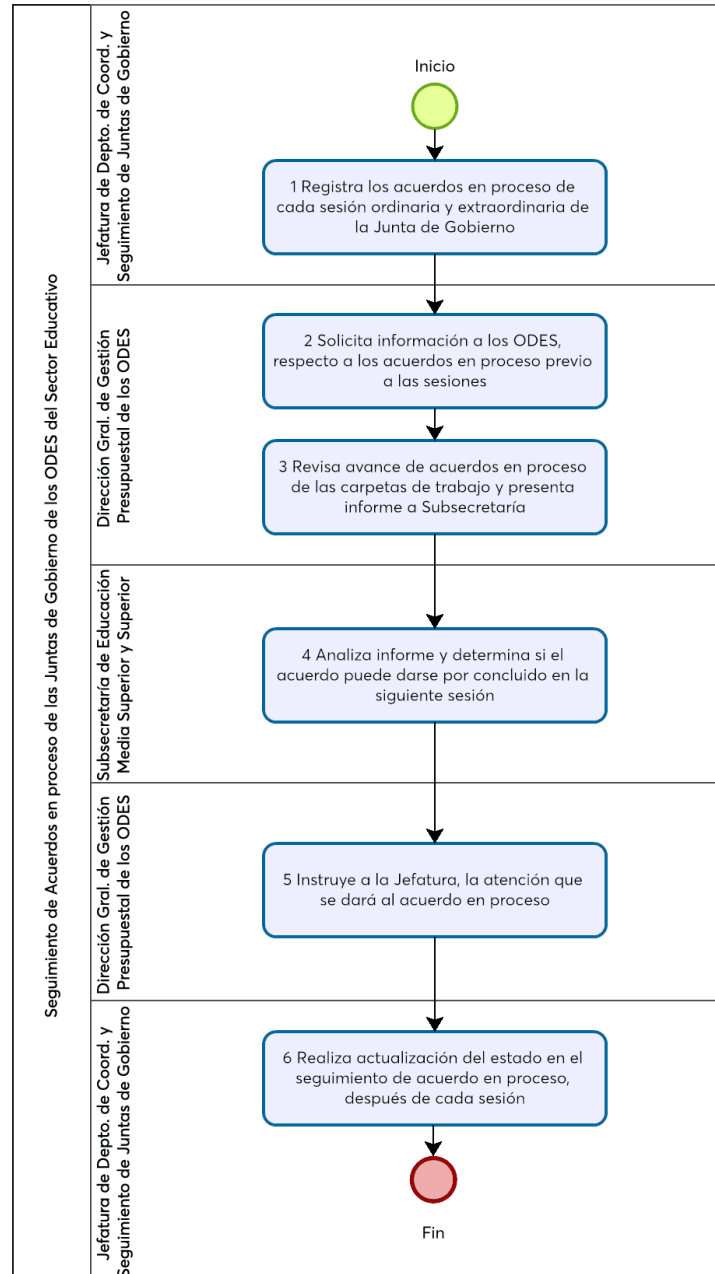 Seguimiento de Acuerdos en proceso de las Juntas de Gobierno de los ODES del Sector Educativo
Jefatura de Depto. de Coord. y
Seguimiento de Juntas de Gobierno
Inicio
1 Registra los acuerdos en proceso de
cada sesión ordinaria y extraordinaria de
la Junta de Gobierno
Dirección Gral. de Gestión
Presupuestal de los ODES
2 Solicita información a los ODES,
respecto a los acuerdos en proceso previo
a las sesiones
3 Revisa avance de acuerdos en proceso
de las carpetas de trabajo y presenta
informe a Subsecretaría
Subsecretaría de Educación
Media Superior y Superior
4 Analiza informe y determina si el
acuerdo puede darse por concluido en la
siguiente sesión
Dirección Gral. de Gestión
Presupuestal de los ODES
5 Instruye a la Jefatura, la atención que
se dará al acuerdo en proceso
Jefatura de Depto. de Coord. y
Seguimiento de Juntas de Gobierno
6 Realiza actualización del estado en el
seguimiento de acuerdo en proceso,
después de cada sesión
Fin